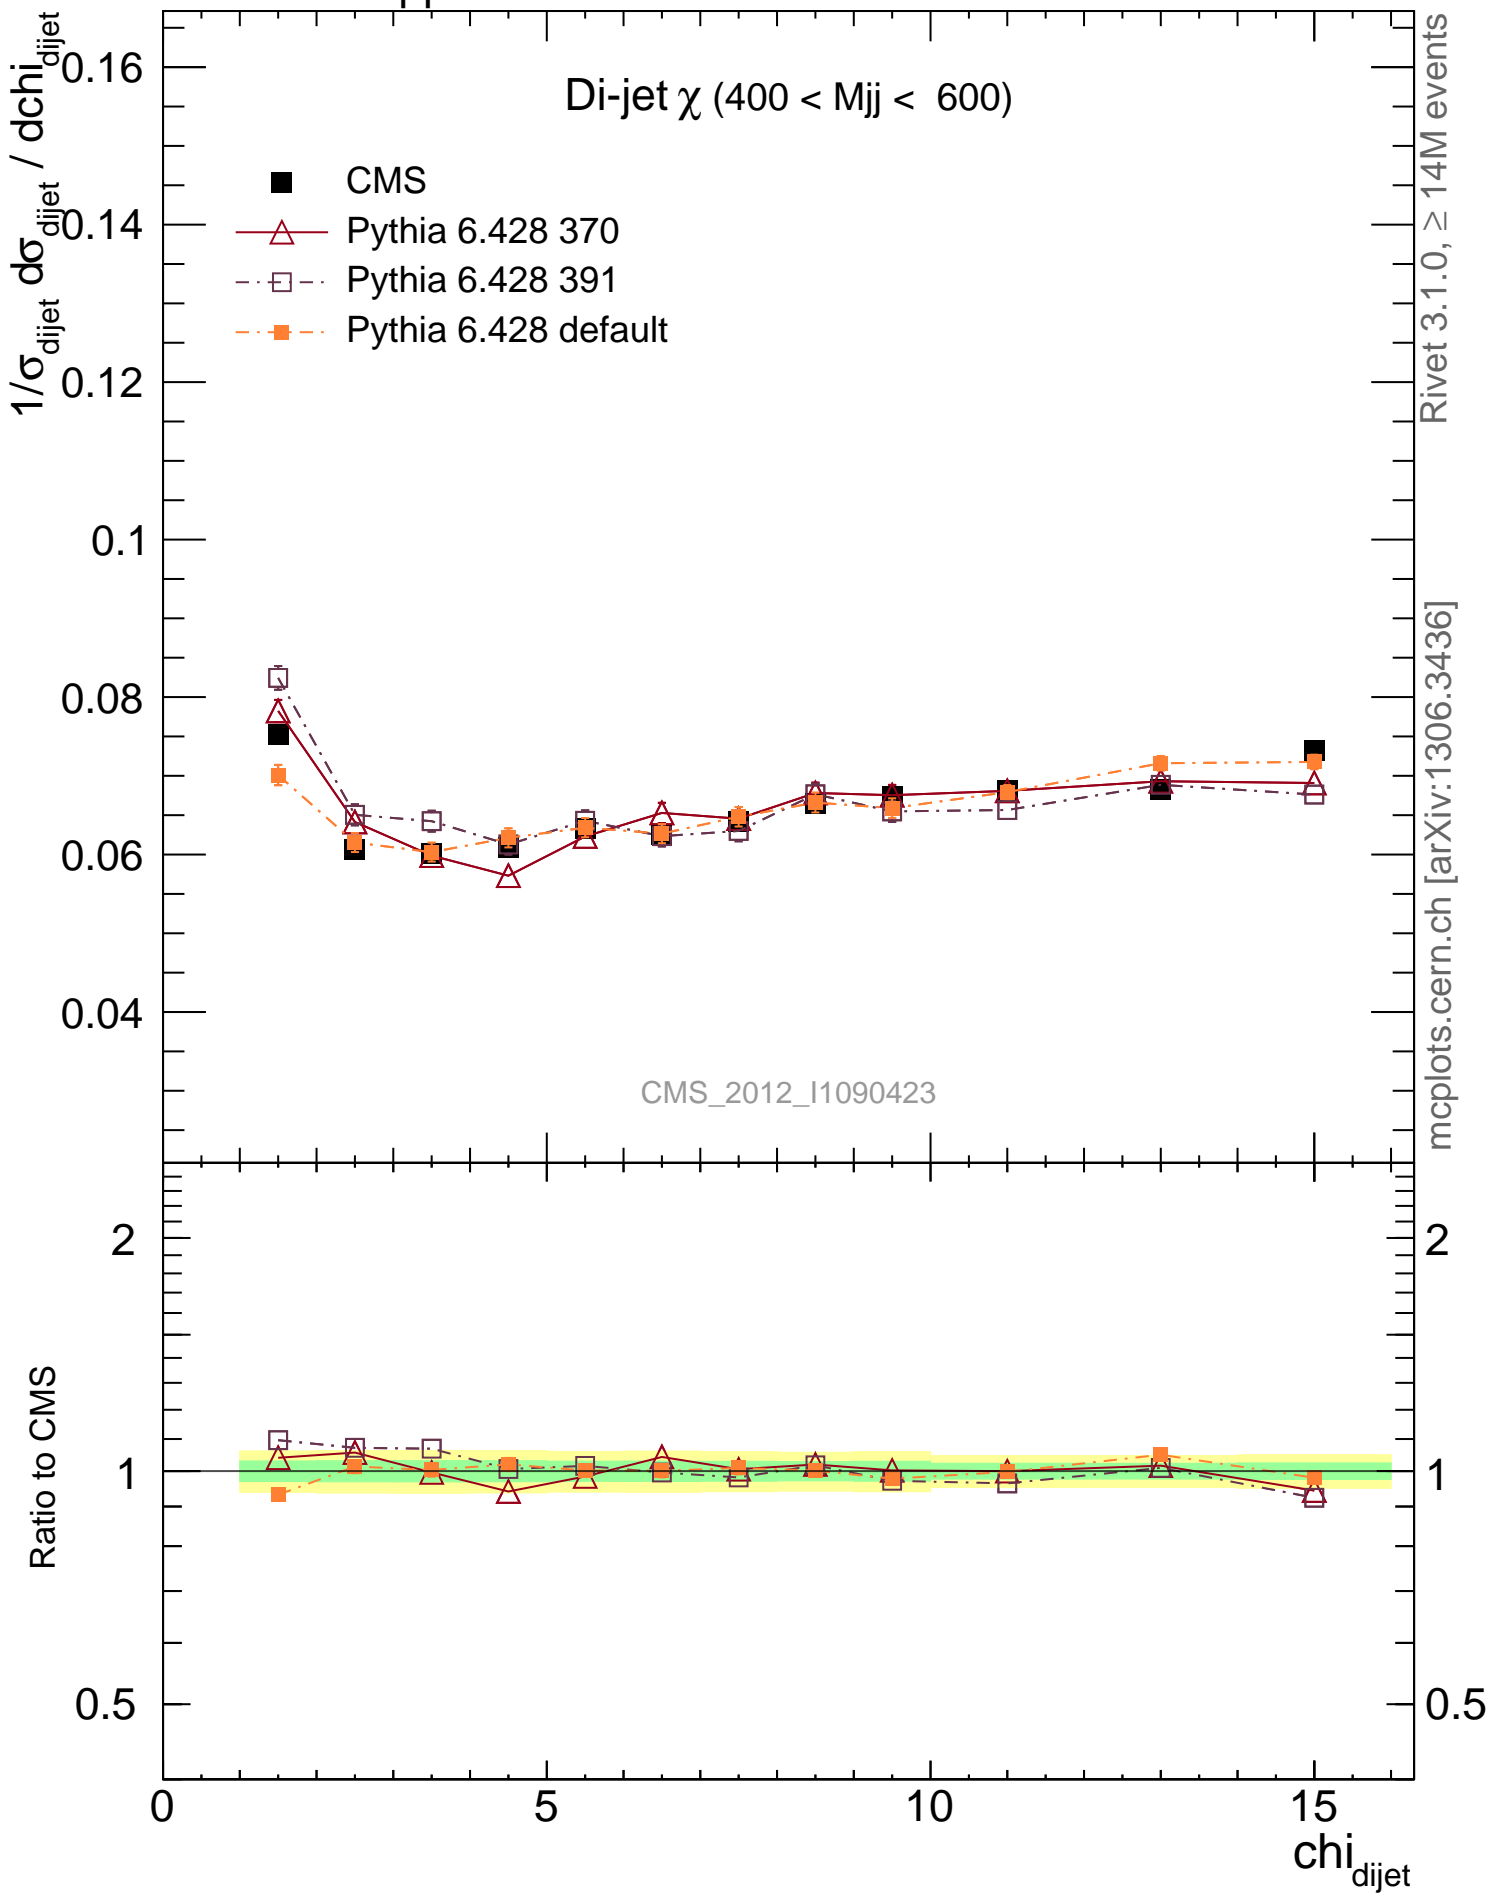 Di-jet χ (400 < Mjj < 600)
1/σdijet dσdijet / dchidijet
CMS
Pythia 6.428 370
Pythia 6.428 391
Pythia 6.428 default
0.16
0.14
0.12
0.1
0.08
0.06
0.04
CMS_2012_I1090423
Rivet 3.1.0, ≥ 14M events
mcplots.cern.ch [arXiv:1306.3436]
Ratio to CMS
2
1
0.5
2
1
0.5
0
5
10
15
chidijet